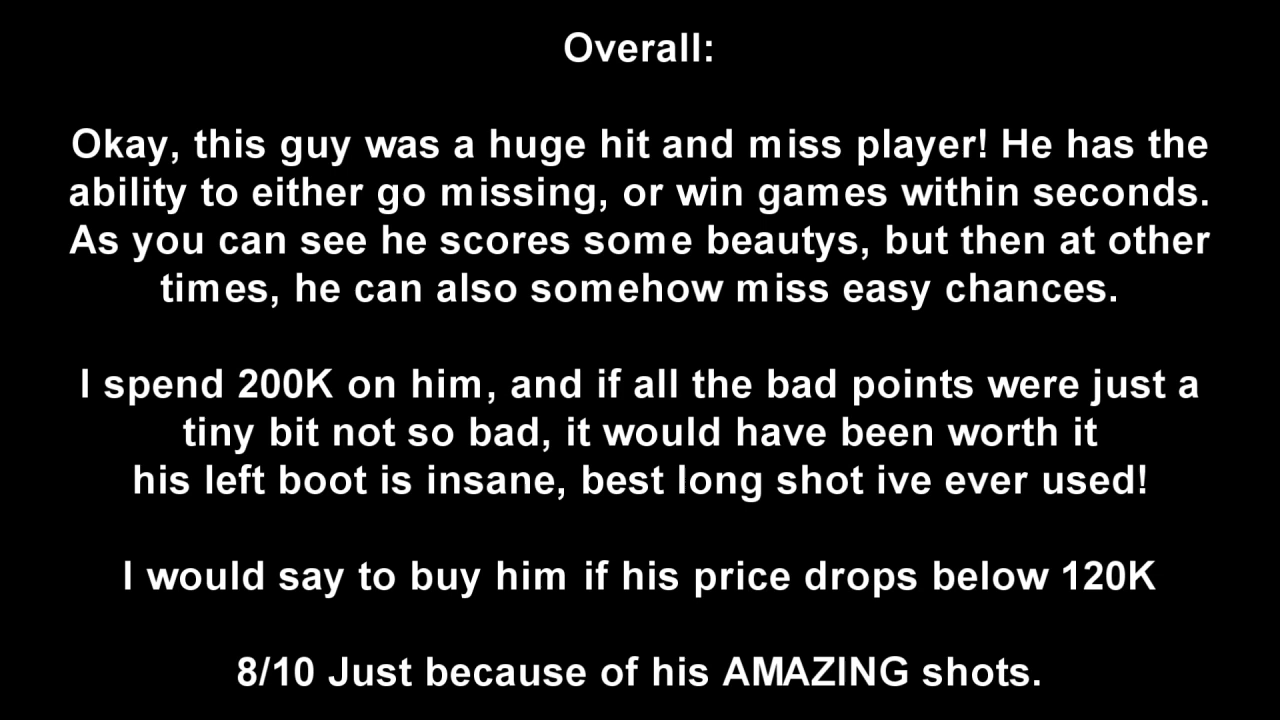 Overall:
Okay, this guy was a huge hit and miss player! He has the
ability to either go missing, or win games within seconds.
As you can see he scores some beautys, but then at other
times, he can also somehow miss easy chances.
I spend 200K on him, and if all the bad points were just a
tiny bit not so bad, it would have been worth it
his left boot is insane, best long shot ive ever used!
I would say to buy him if his price drops below 120K
8/10 Just because of his AMAZING shots.